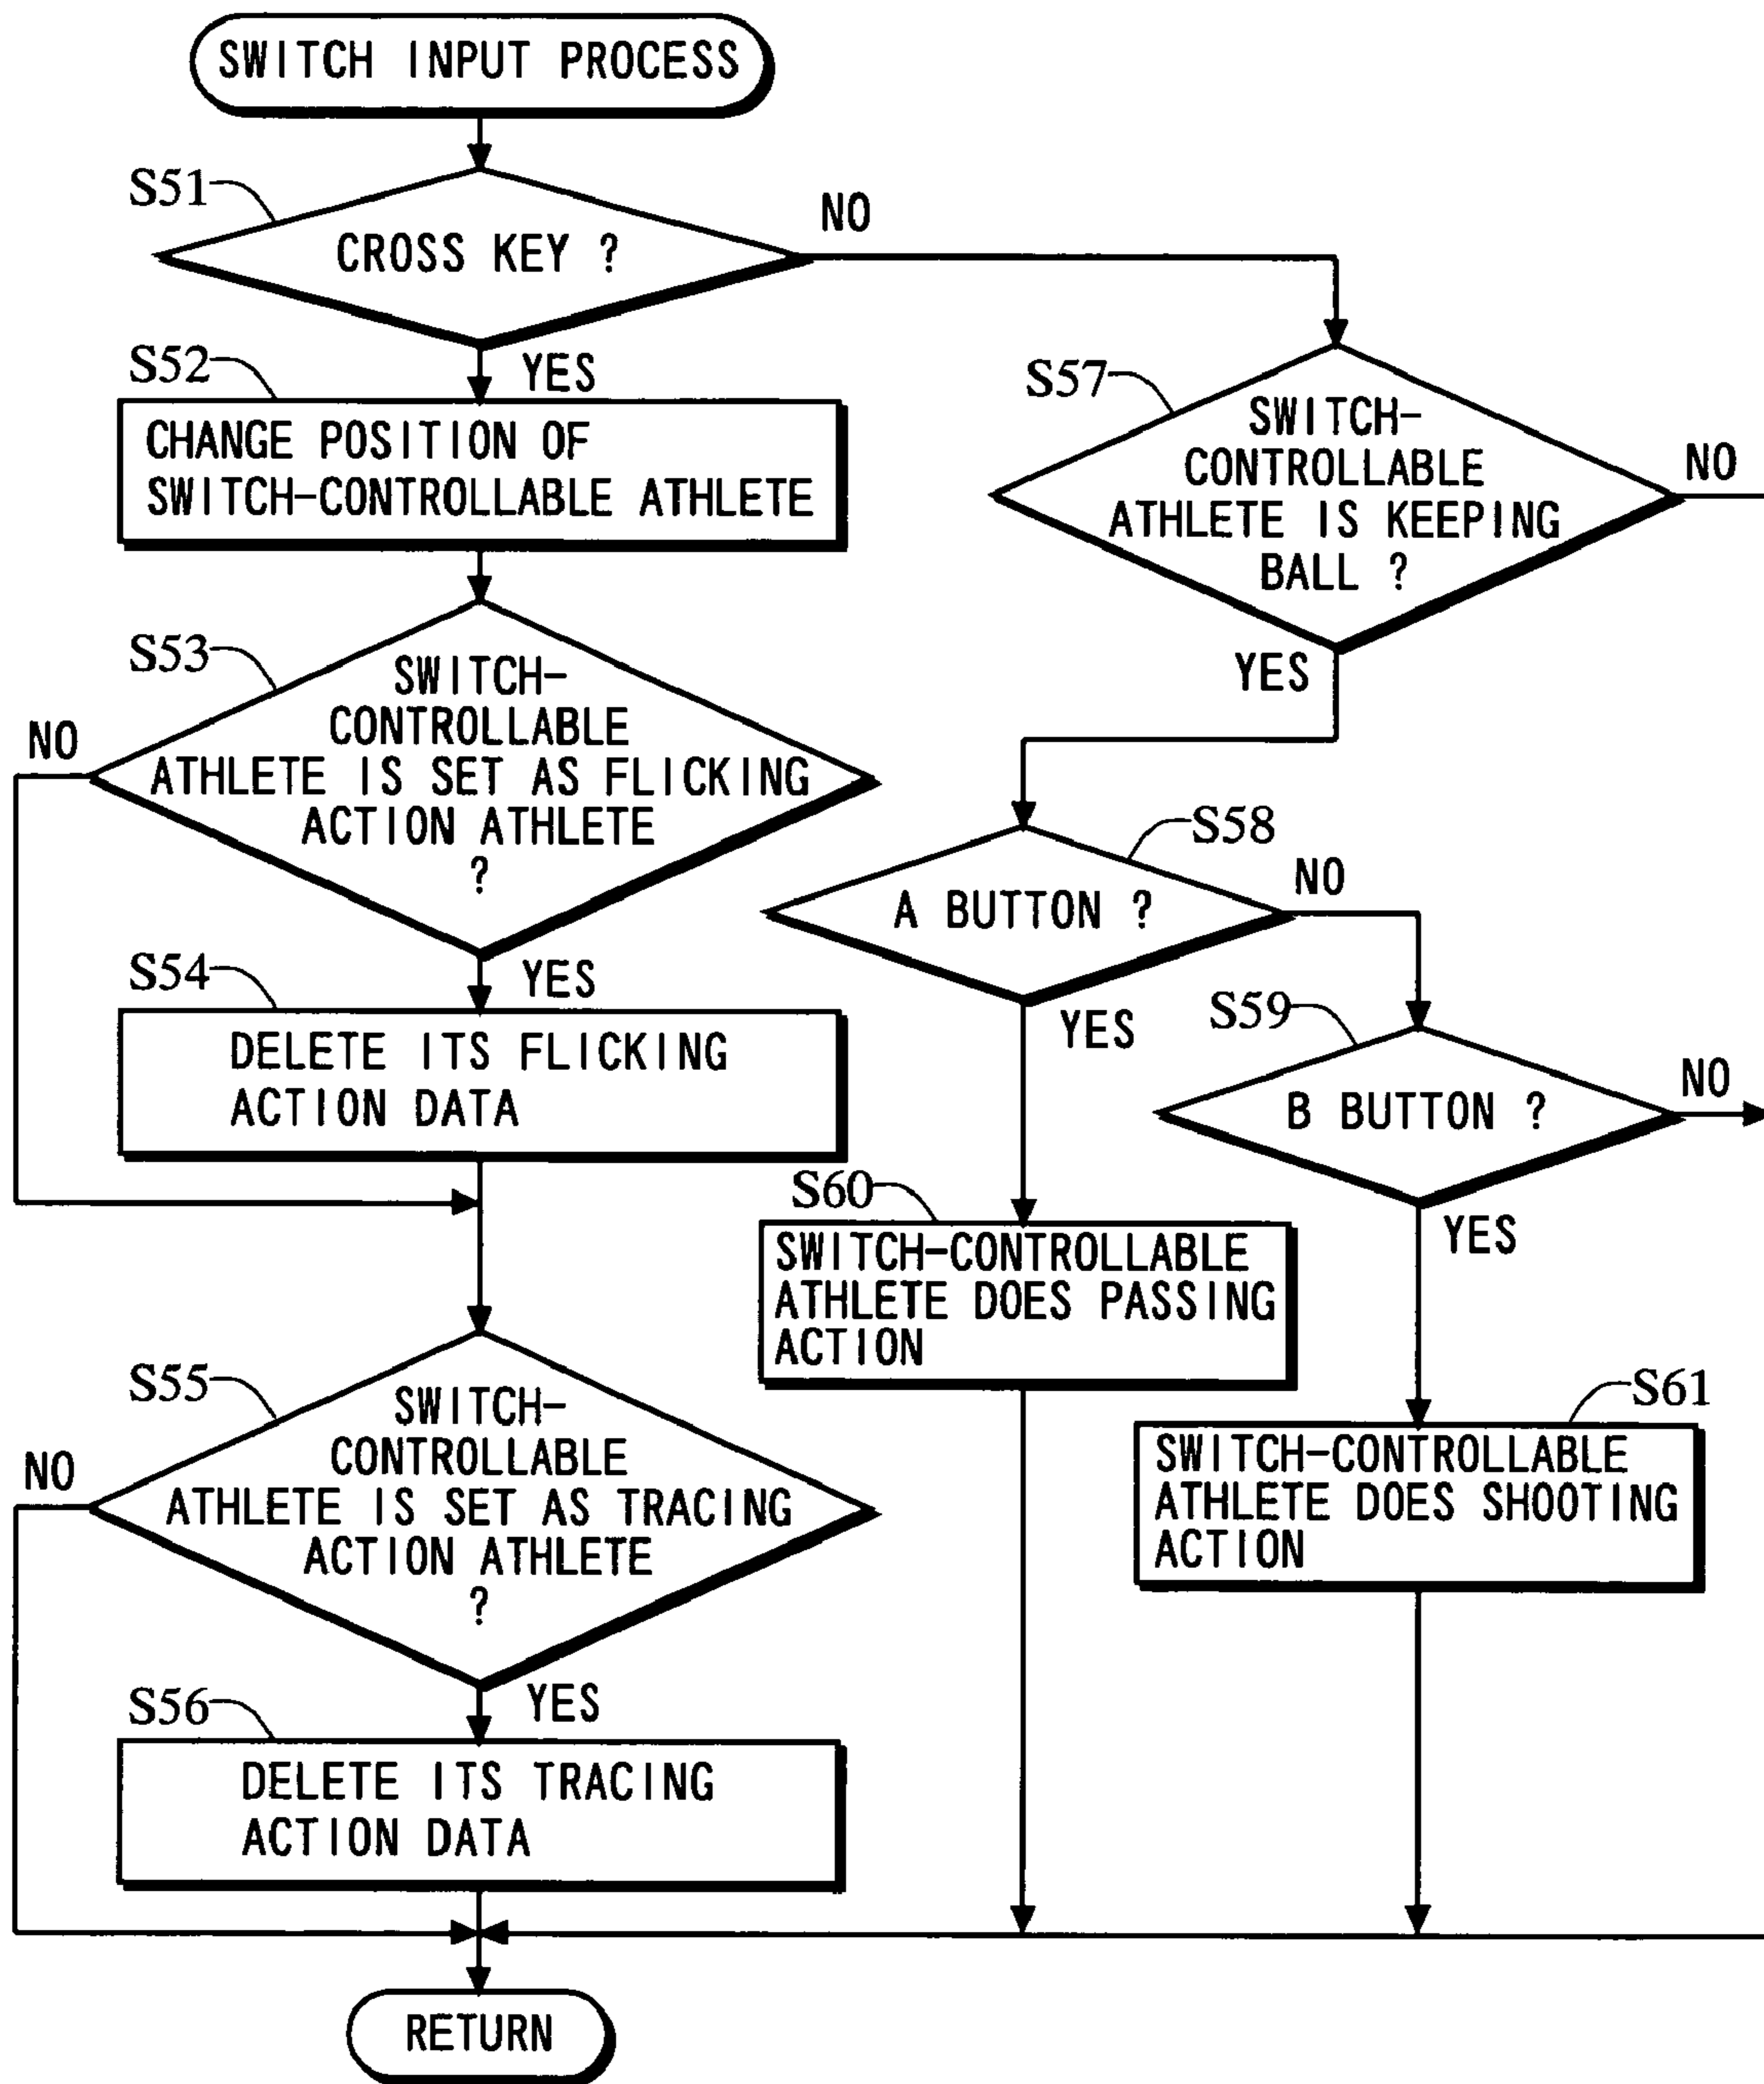 SWITCH INPUT PROCESS
S51
CROSS KEY ?
NO
YES
S52
CHANGE POSITION OF
SWITCH-CONTROLLABLE ATHLETE
S53
SWITCH-
CONTROLLABLE
ATHLETE IS SET AS FLICKING
ACTION ATHLETE
?
NO
YES
S54
DELETE ITS FLICKING
ACTION DATA
S55
SWITCH-
CONTROLLABLE
ATHLETE IS SET AS TRACING
ACTION ATHLETE
?
NO
YES
S56
DELETE ITS TRACING
ACTION DATA
S57
SWITCH-
CONTROLLABLE
ATHLETE IS KEEPING
BALL ?
NO
YES
S58
A BUTTON ?
NO
YES
S59
B BUTTON ?
NO
YES
S60
SWITCH-CONTROLLABLE
ATHLETE DOES PASSING
ACTION
S61
SWITCH-CONTROLLABLE
ATHLETE DOES SHOOTING
ACTION
RETURN